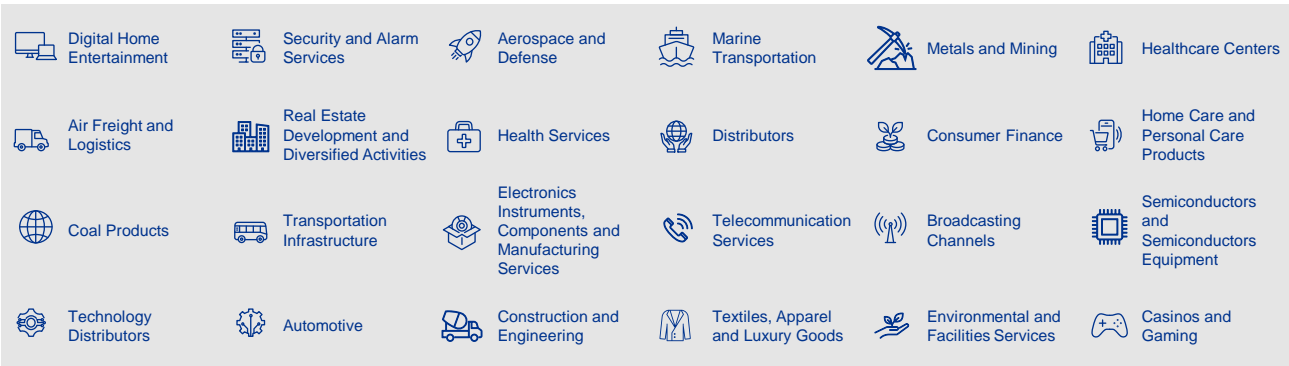 Digital Home
Entertainment
Security and Alarm
Services
Aerospace and
Defense
Marine
Transportation
Metals and Mining
Healthcare Centers
Air Freight and
Logistics
Real Estate
Development and
Diversified Activities
Health Services
Distributors
Consumer Finance
Home Care and
Personal Care
Products
Coal Products
Transportation
Infrastructure
Electronics
Instruments,
Components and
Manufacturing
Services
Telecommunication
Services
Broadcasting
Channels
Semiconductors
and
Semiconductors
Equipment
Technology
Distributors
Automotive
Construction and
Engineering
Textiles, Apparel
and Luxury Goods
Environmental and
Facilities Services
Casinos and
Gaming